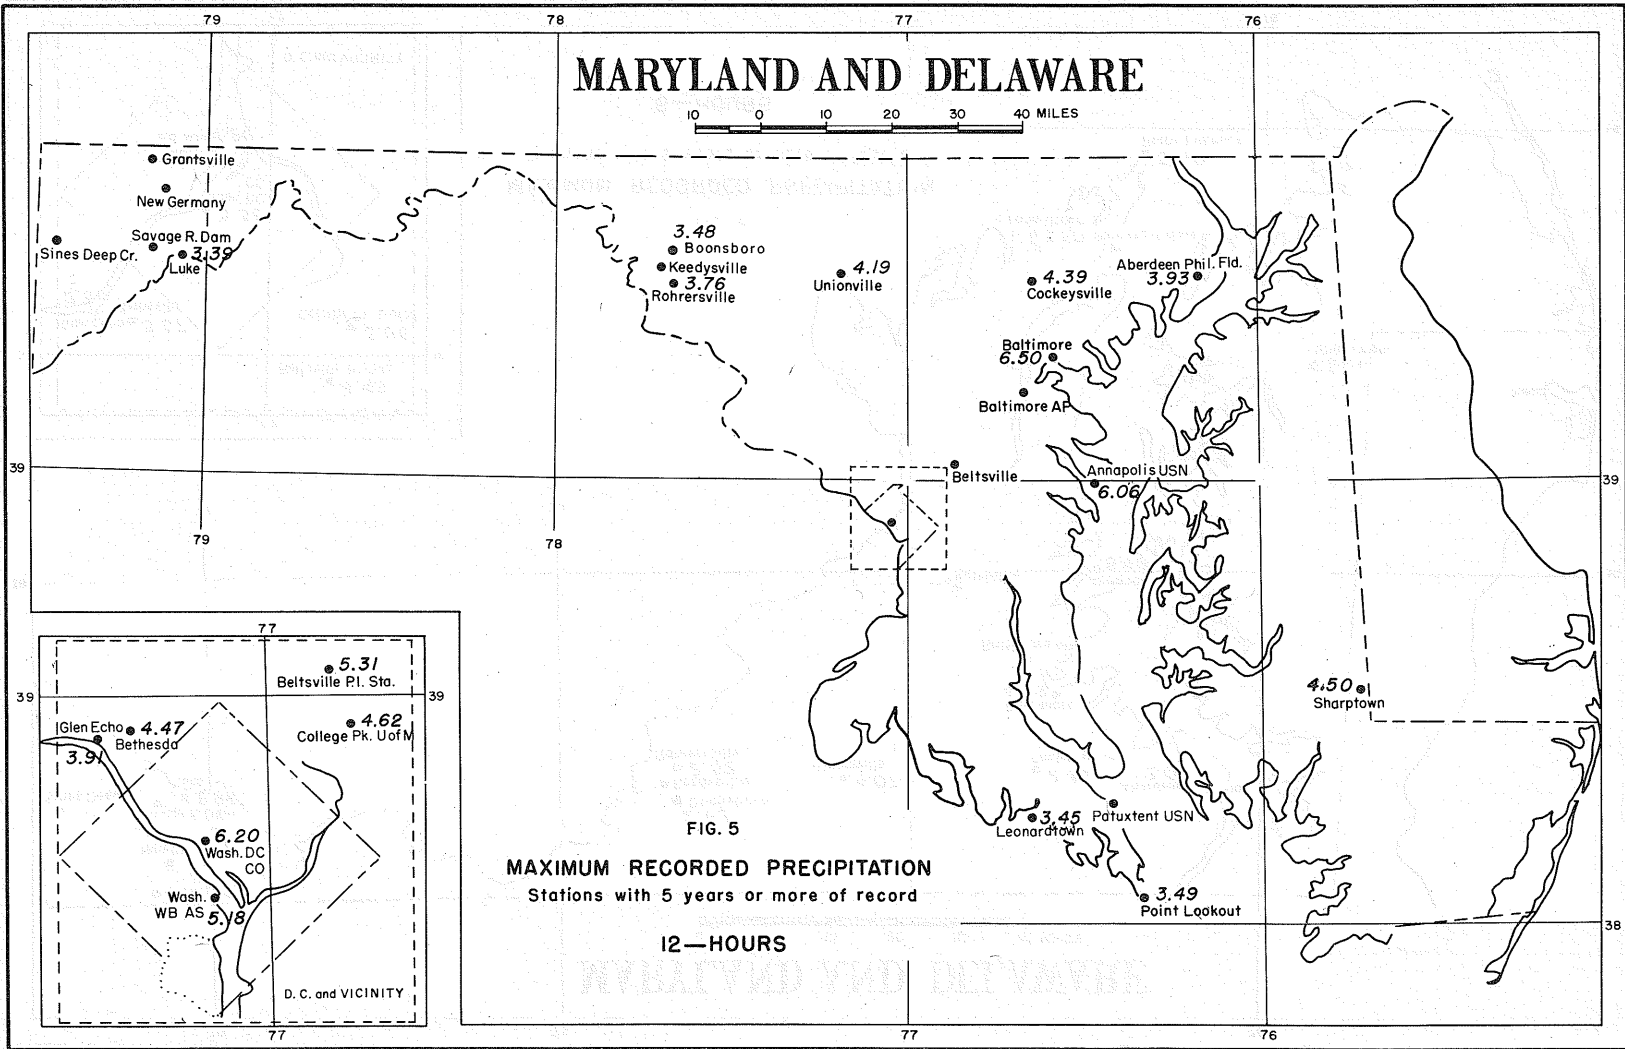 79 78 77 76
MARYLAND AND DELAWARE
10 0 10 20 30 40 MILES
Grantsville
New Germany
Savage R. Dam
Sines Deep Cr.
3.39
Luke
3.48
Boonsboro
Keedysville
3.76
Rohrersville
4.19
Unionville
4.39
Cockeysville
Aberdeen Phil. Fld.
3.93
Baltimore
6.50
Baltimore AP
39
Beltsville
Annapolis USN
6.06
39
79 78
77
5.31
Beltsville P.I. Sta.
39 39
Glen Echo
4.47
Bethesda
3.91
4.62
College Pk. U of M
6.20
Wash. DC
CO
Wash.
WB AS
5.18
D. C. and VICINITY
77
4.50
Sharptown
3.45
Leonardtown
Patuxtent USN
3.49
Point Lookout
38
FIG. 5
MAXIMUM RECORDED PRECIPITATION
Stations with 5 years or more of record
12—HOURS
77 76